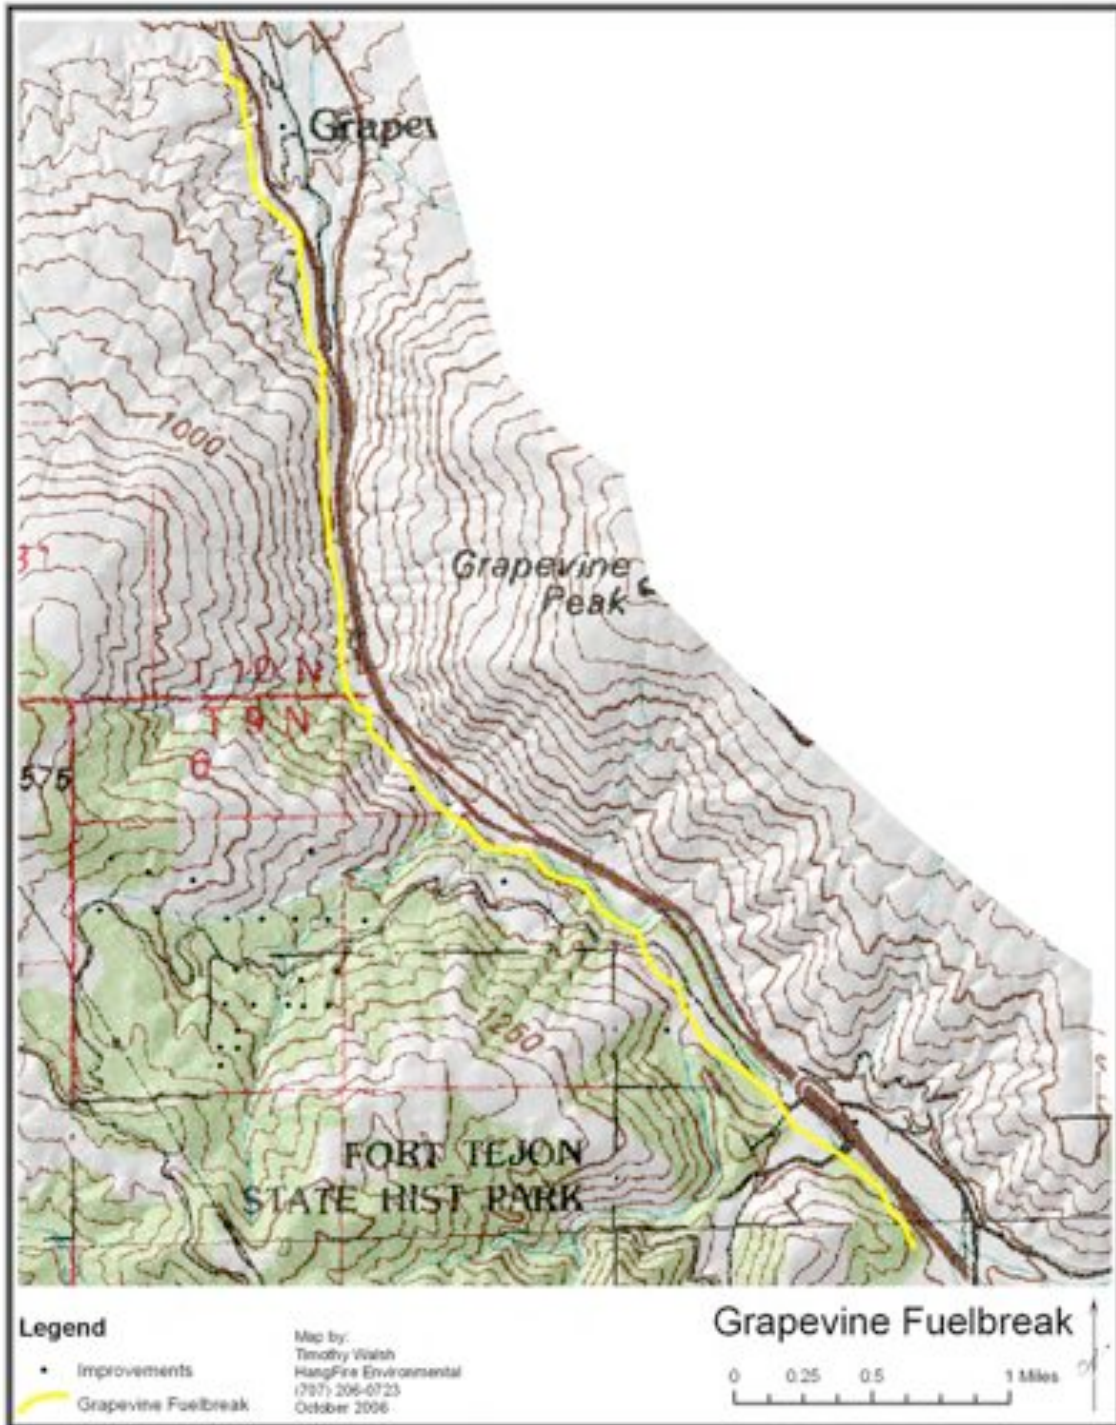 Grapev
1000
Grapevine
Peak
T 10 N
T 9 N
6
575
1250
FORT TEJON
STATE HIST PARK
Legend
Improvements
Grapevine Fuelbreak
Map by:
Timothy Walsh
HangFire Environmental
(707) 206-0723
October 2006
Grapevine Fuelbreak
0 0.25 0.5 1 Miles